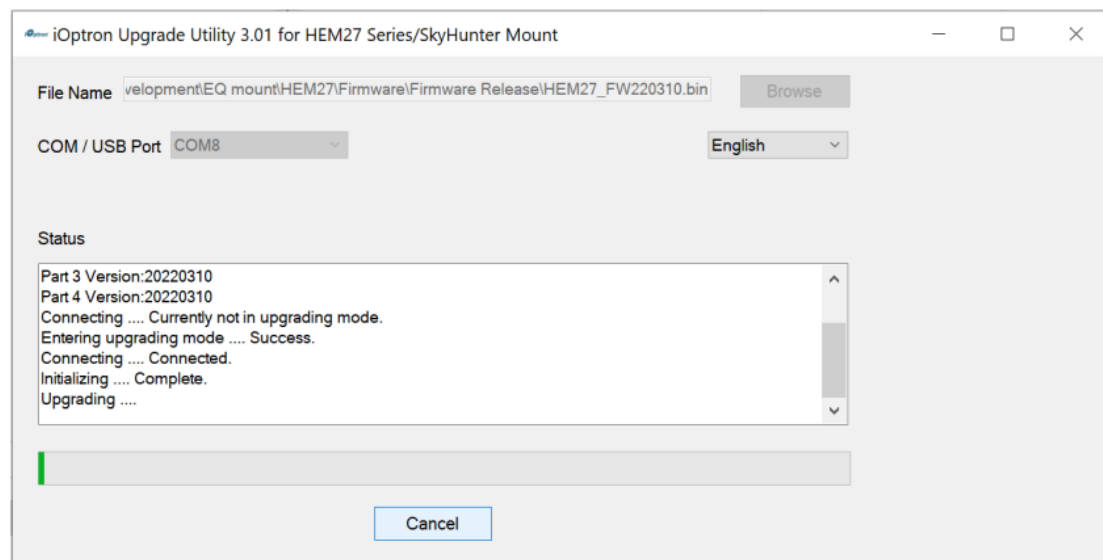 iOptron Upgrade Utility 3.01 for HEM27 Series/SkyHunter Mount
File Name velopment\EQ mount\HEM27\Firmware\Firmware Release\HEM27_FW220310.bin Browse
COM / USB Port COM8 English
Status
Part 3 Version:20220310
Part 4 Version:20220310
Connecting .... Currently not in upgrading mode.
Entering upgrading mode .... Success.
Connecting .... Connected.
Initializing .... Complete.
Upgrading ....
Cancel